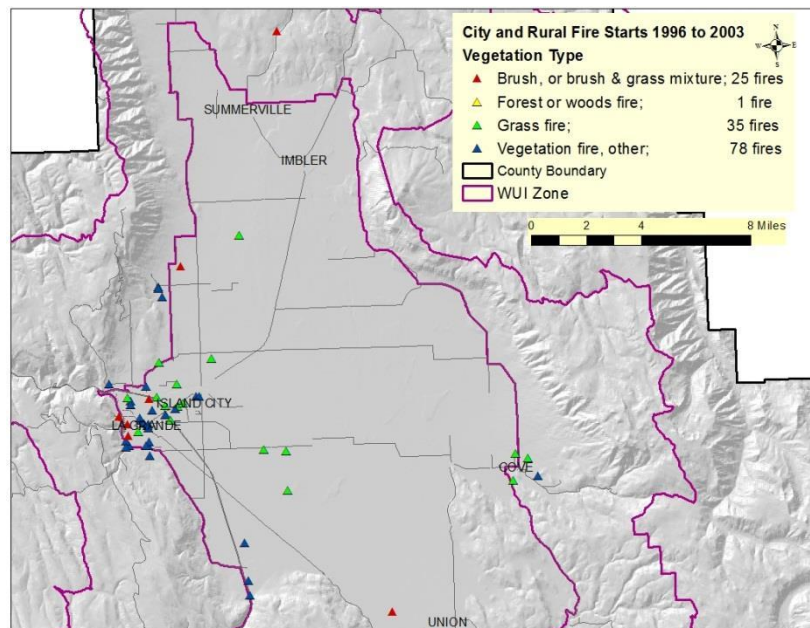 City and Rural Fire Starts 1996 to 2003
N
W E
S
Vegetation Type
Brush, or brush & grass mixture; 25 fires
Forest or woods fire; 1 fire
Grass fire; 35 fires
Vegetation fire, other; 78 fires
County Boundary
WUI Zone
0 2 4 8 Miles
SUMMERVILLE
IMBLER
ISLAND CITY
LA GRANDE
COVE
UNION